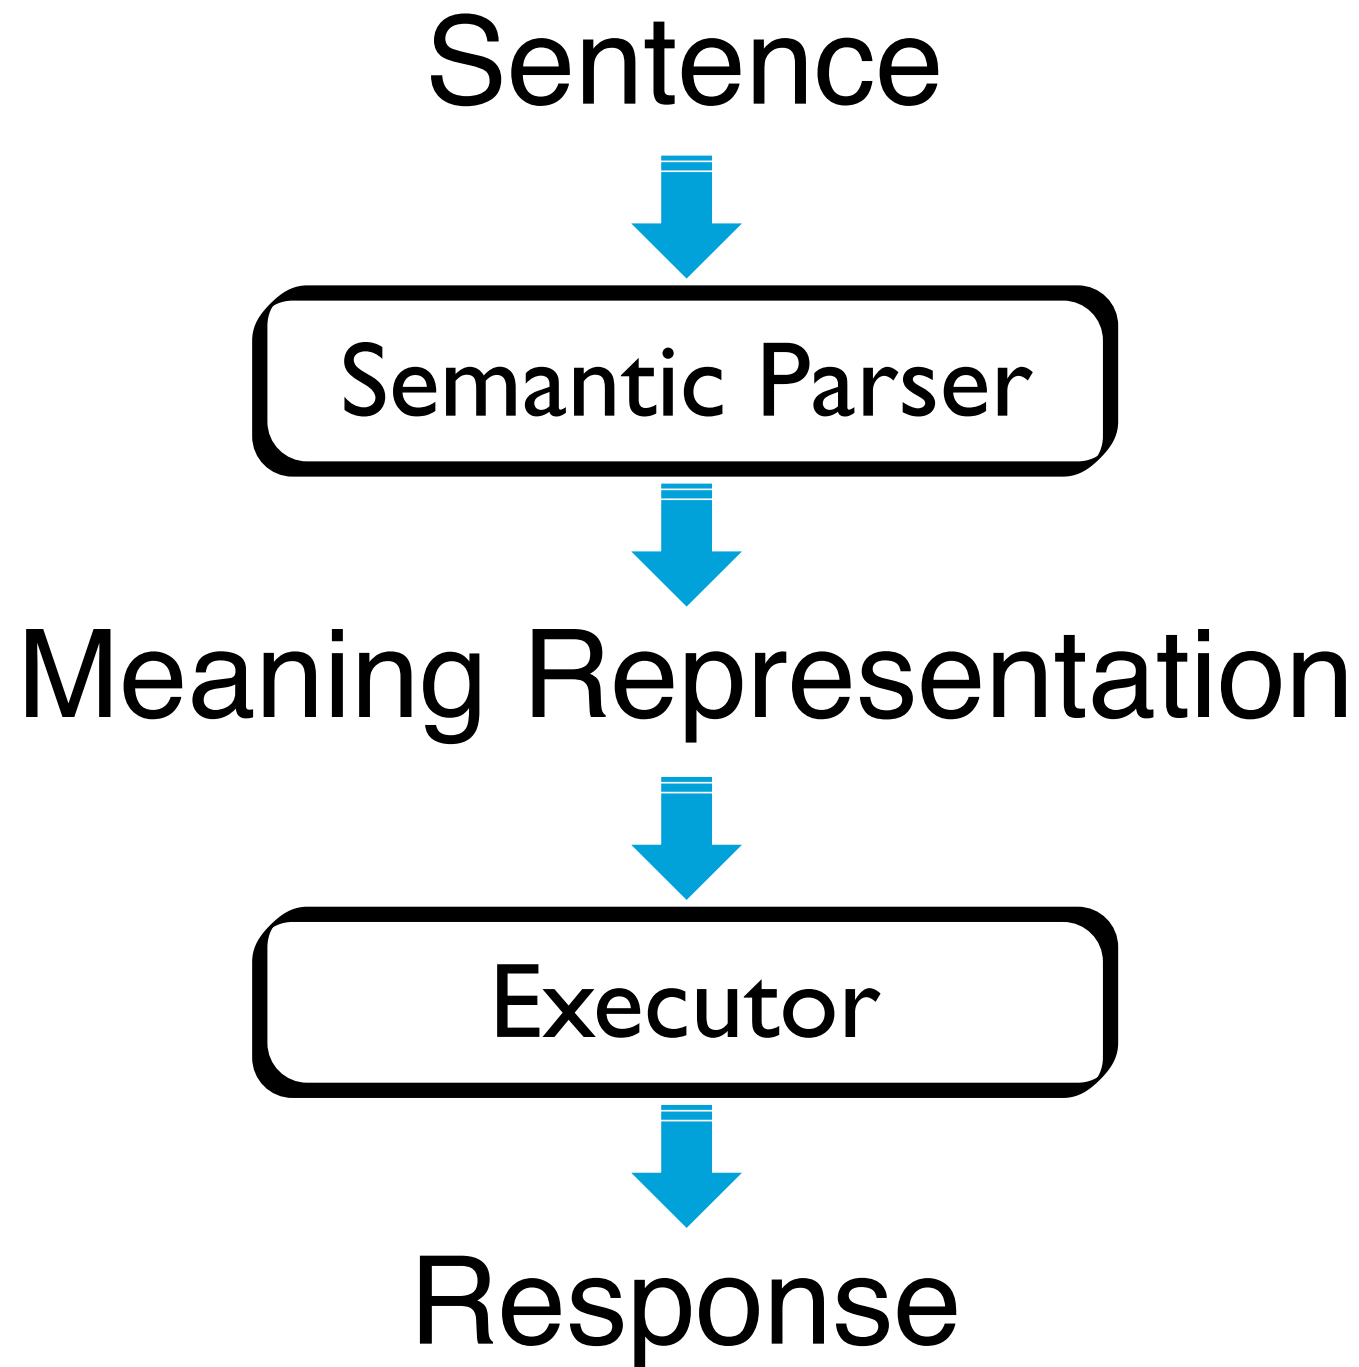 Sentence
Semantic Parser
Meaning Representation
Executor
Response